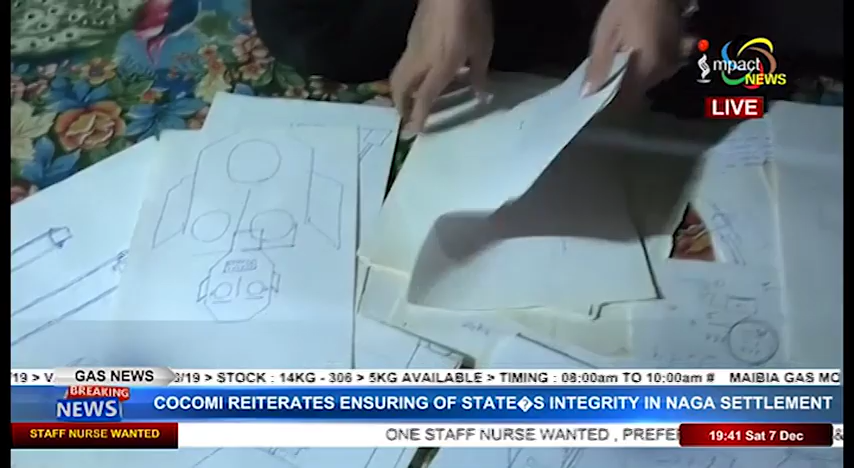 impact
NEWS
LIVE
GAS NEWS
/19 > STOCK : 14KG - 306 > 5KG AVAILABLE > TIMING : 08:00am TO 10:00am # MAIBIA GAS
BREAKING
NEWS
COCOMI REITERATES ENSURING OF STATE�S INTEGRITY IN NAGA SETTLEMENT
STAFF NURSE WANTED
ONE STAFF NURSE WANTED ,
19:41 Sat 7 Dec